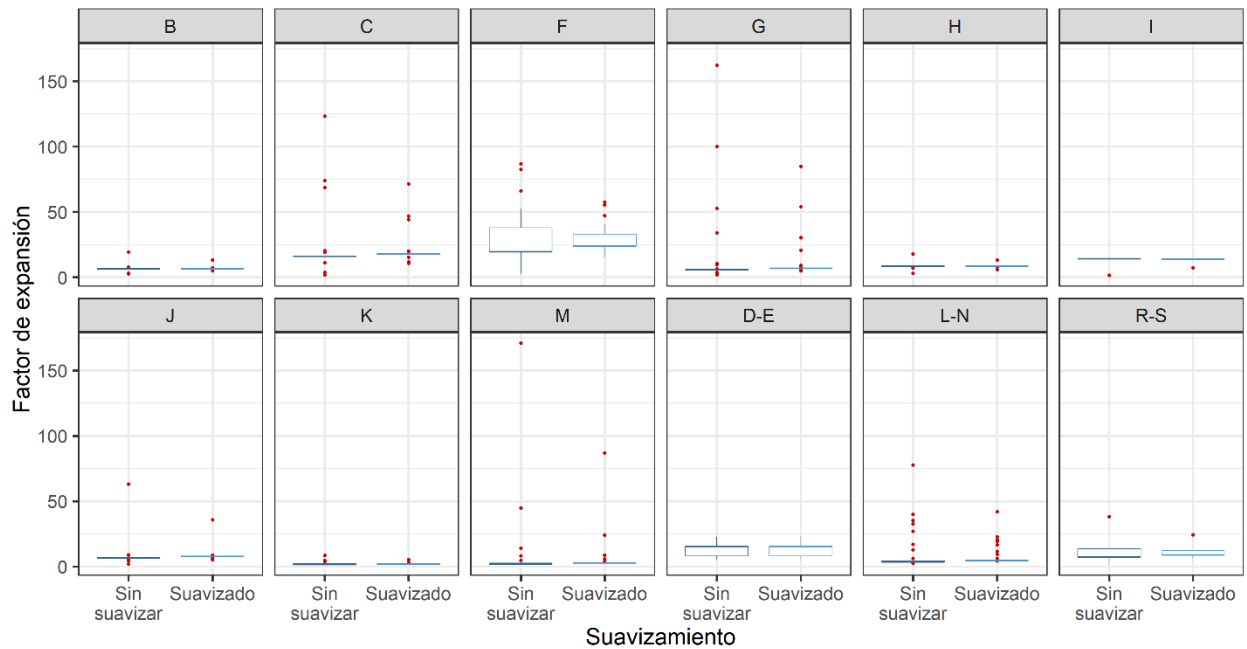 B C F G H I
150
100
50
0
J K M D-E L-N R-S
150
100
50
0
Factor de expansión
Sin suavizar Suavizado Sin suavizar Suavizado Sin suavizar Suavizado Sin suavizar Suavizado Sin suavizar Suavizado Sin suavizar Suavizado
Suavizamiento